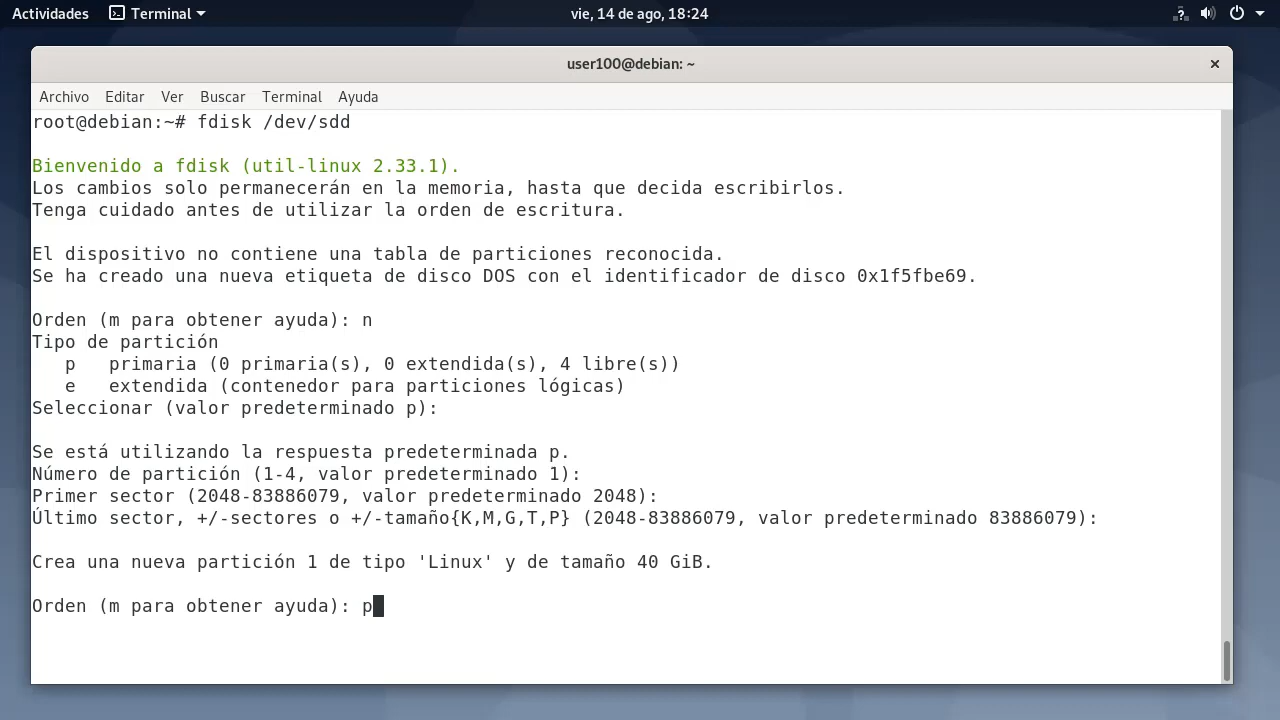 Actividades Terminal vie, 14 de ago, 18:24 ?
user100@debian: ~ ×
Archivo Editar Ver Buscar Terminal Ayuda
root@debian:~# fdisk /dev/sdd
Bienvenido a fdisk (util-linux 2.33.1).
Los cambios solo permanecerán en la memoria, hasta que decida escribirlos.
Tenga cuidado antes de utilizar la orden de escritura.
El dispositivo no contiene una tabla de particiones reconocida.
Se ha creado una nueva etiqueta de disco DOS con el identificador de disco 0x1f5fbe69.
Orden (m para obtener ayuda): n
Tipo de partición
p primaria (0 primaria(s), 0 extendida(s), 4 libre(s))
e extendida (contenedor para particiones lógicas)
Seleccionar (valor predeterminado p):
Se está utilizando la respuesta predeterminada p.
Número de partición (1-4, valor predeterminado 1):
Primer sector (2048-83886079, valor predeterminado 2048):
Último sector, +/-sectores o +/-tamaño{K,M,G,T,P} (2048-83886079, valor predeterminado 83886079):
Crea una nueva partición 1 de tipo 'Linux' y de tamaño 40 GiB.
Orden (m para obtener ayuda): p